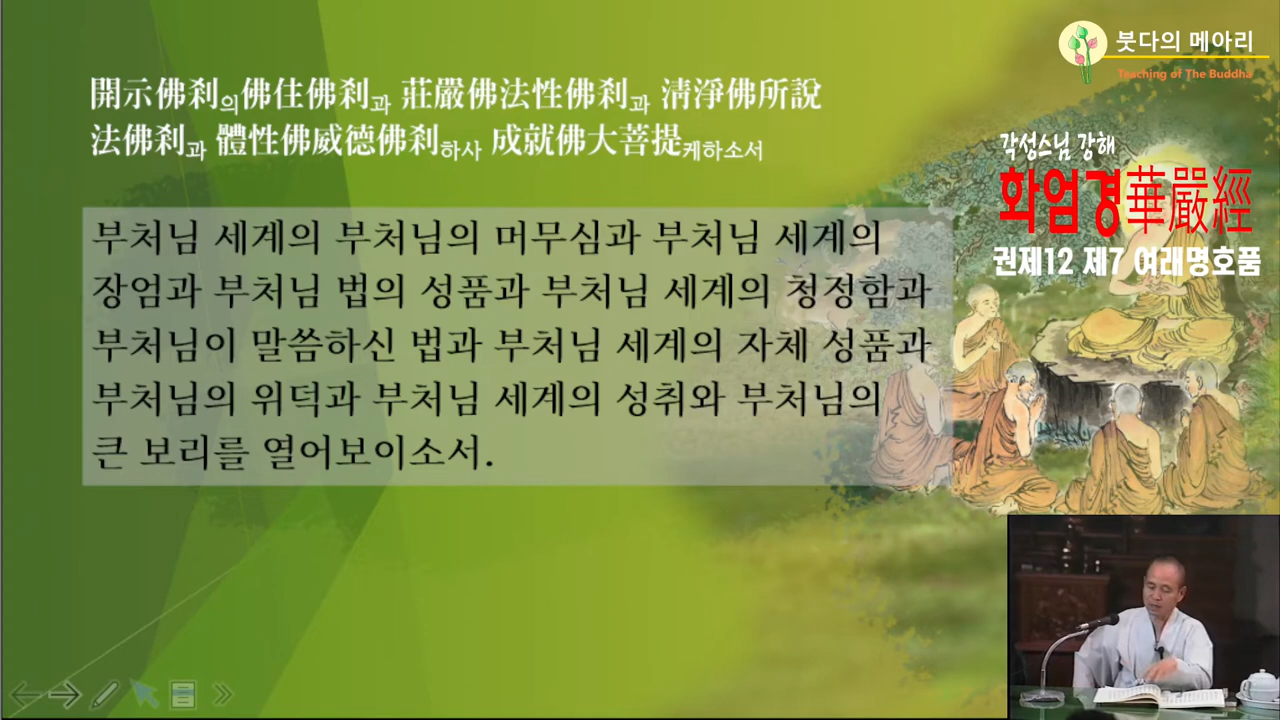 開示佛刹의佛住佛刹과 莊嚴佛法性佛刹과 淸淨佛所說
法佛刹과 體性佛威德佛刹하사 成就佛大菩提케하소서
부처님 세계의 부처님의 머무심과 부처님 세계의
장엄과 부처님 법의 성품과 부처님 세계의 청정함과
부처님이 말씀하신 법과 부처님 세계의 자체 성품과
부처님의 위덕과 부처님 세계의 성취와 부처님의
큰 보리를 열어보이소서.
붓다의 메아리
Teaching of The Buddha
각성스님 강해
화엄경華嚴經
권제12 제7 여래명호품